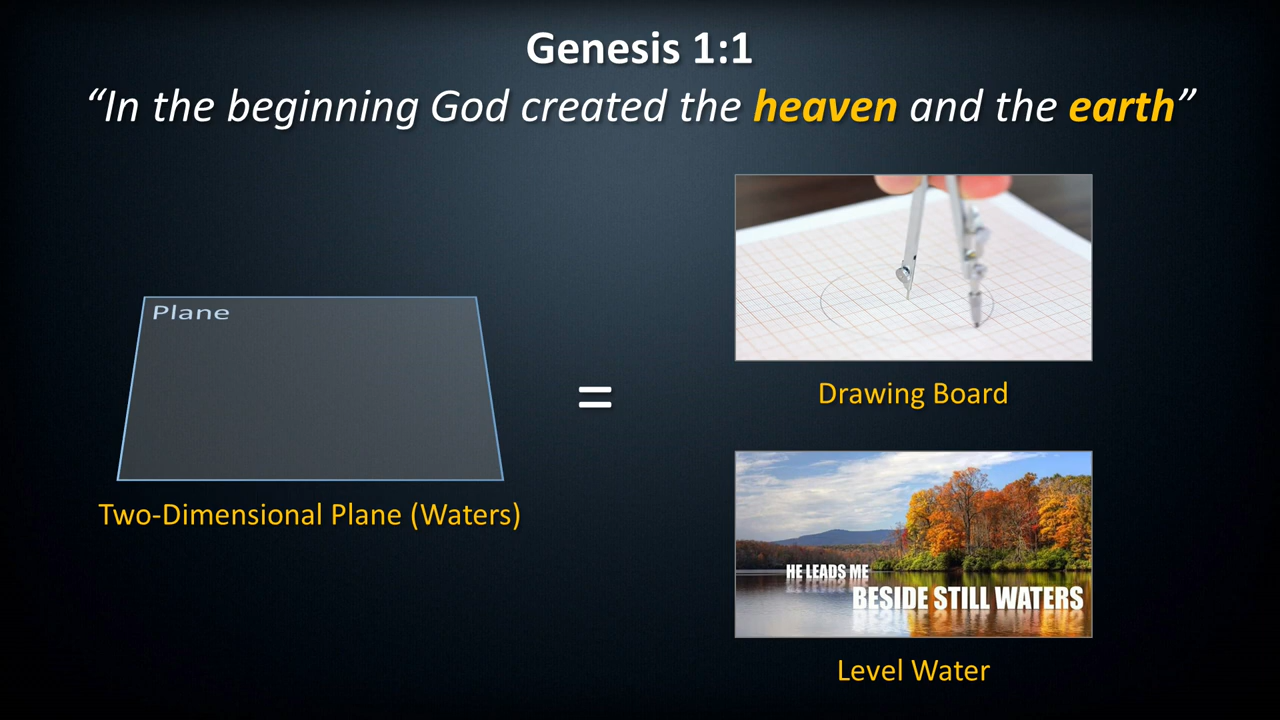 Genesis 1:1
“In the beginning God created the heaven and the earth”
Plane
Two-Dimensional Plane (Waters)
=
Drawing Board
HE LEADS ME
BESIDE STILL WATERS
Level Water